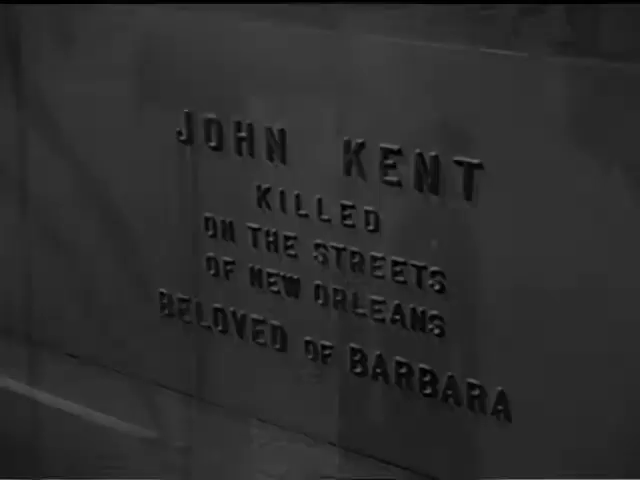 JOHN KENT
KILLED
ON THE STREETS
OF NEW ORLEANS
BELOVED OF BARBARA